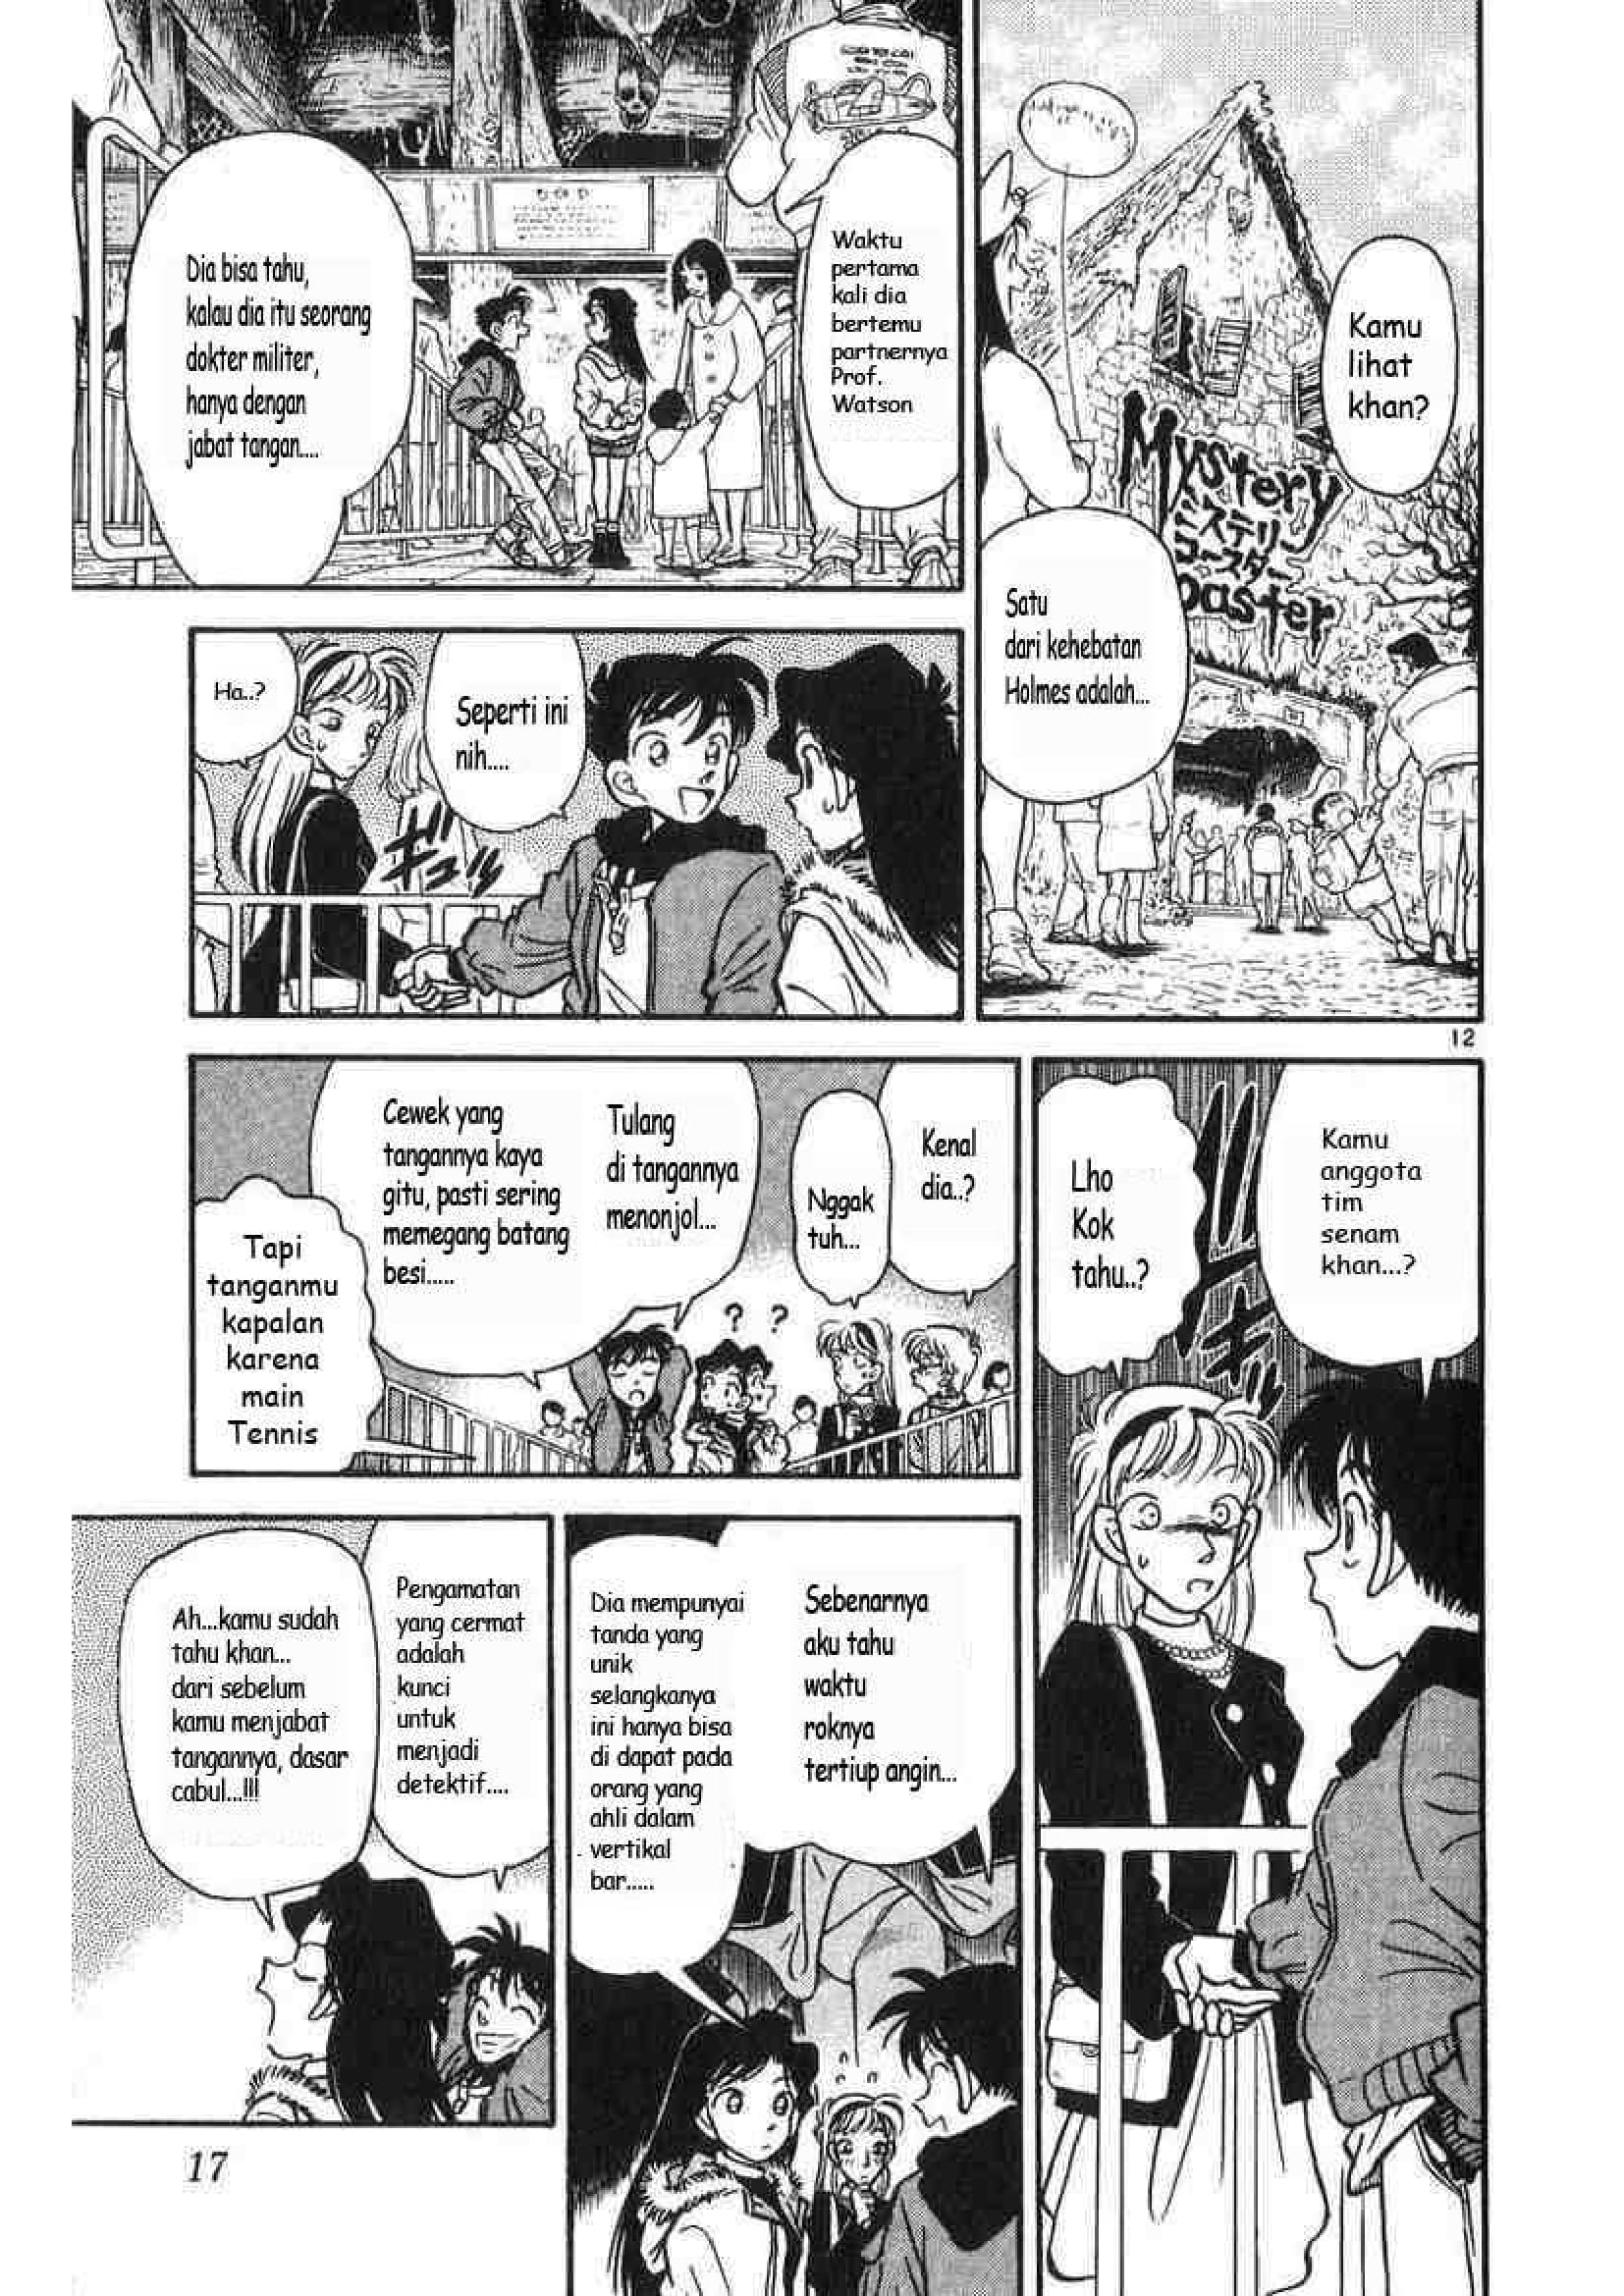 Kamu
lihat
khan?
Mystery
ミステリー
コースター
oaster
Satu
dari kehebatan
Holmes adalah...
Waktu
pertama
kali dia
bertemu
partnernya
Prof.
Watson
Dia bisa tahu,
kalau dia itu seorang
dokter militer,
hanya dengan
jabat tangan....
Seperti ini
nih....
Ha..?
ギュッ
12
Kamu
anggota
tim
senam
khan...?
Lho
Kok
tahu..?
Kenal
dia..?
Nggak
tuh...
? ?
Tulang
di tangannya
menonjol...
Cewek yang
tangannya kaya
gitu, pasti sering
memegang batang
besi.....
Tapi
tanganmu
kapalan
karena
main
Tennis
Sebenarnya
aku tahu
waktu
roknya
tertiup angin...
Dia mempunyai
tanda yang
unik
selangkanya
ini hanya bisa
di dapat pada
orang yang
ahli dalam
vertikal
bar.....
Pengamatan
yang cermat
adalah
kunci
untuk
menjadi
detektif....
Ah...kamu sudah
tahu khan...
dari sebelum
kamu menjabat
tangannya, dasar
cabul...!!!
17